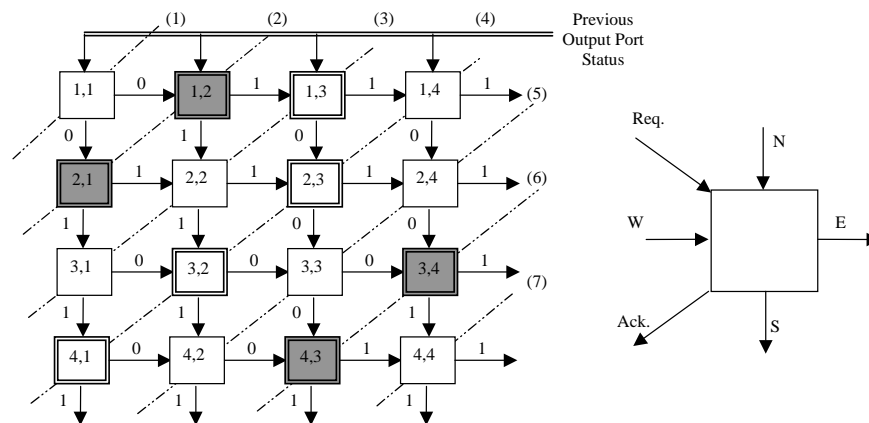 (1) (2) (3) (4) Previous
Output Port
Status
1,1 0 1,2 1 1,3 1 1,4 1 (5)
0 1 0 0
2,1 1 2,2 1 2,3 1 2,4 1 (6)
1 1 0 0
3,1 0 3,2 0 3,3 0 3,4 1 (7)
1 1 0 1
4,1 0 4,2 0 4,3 1 4,4 1
1 1 1 1
Req.
N
W
E
Ack.
S